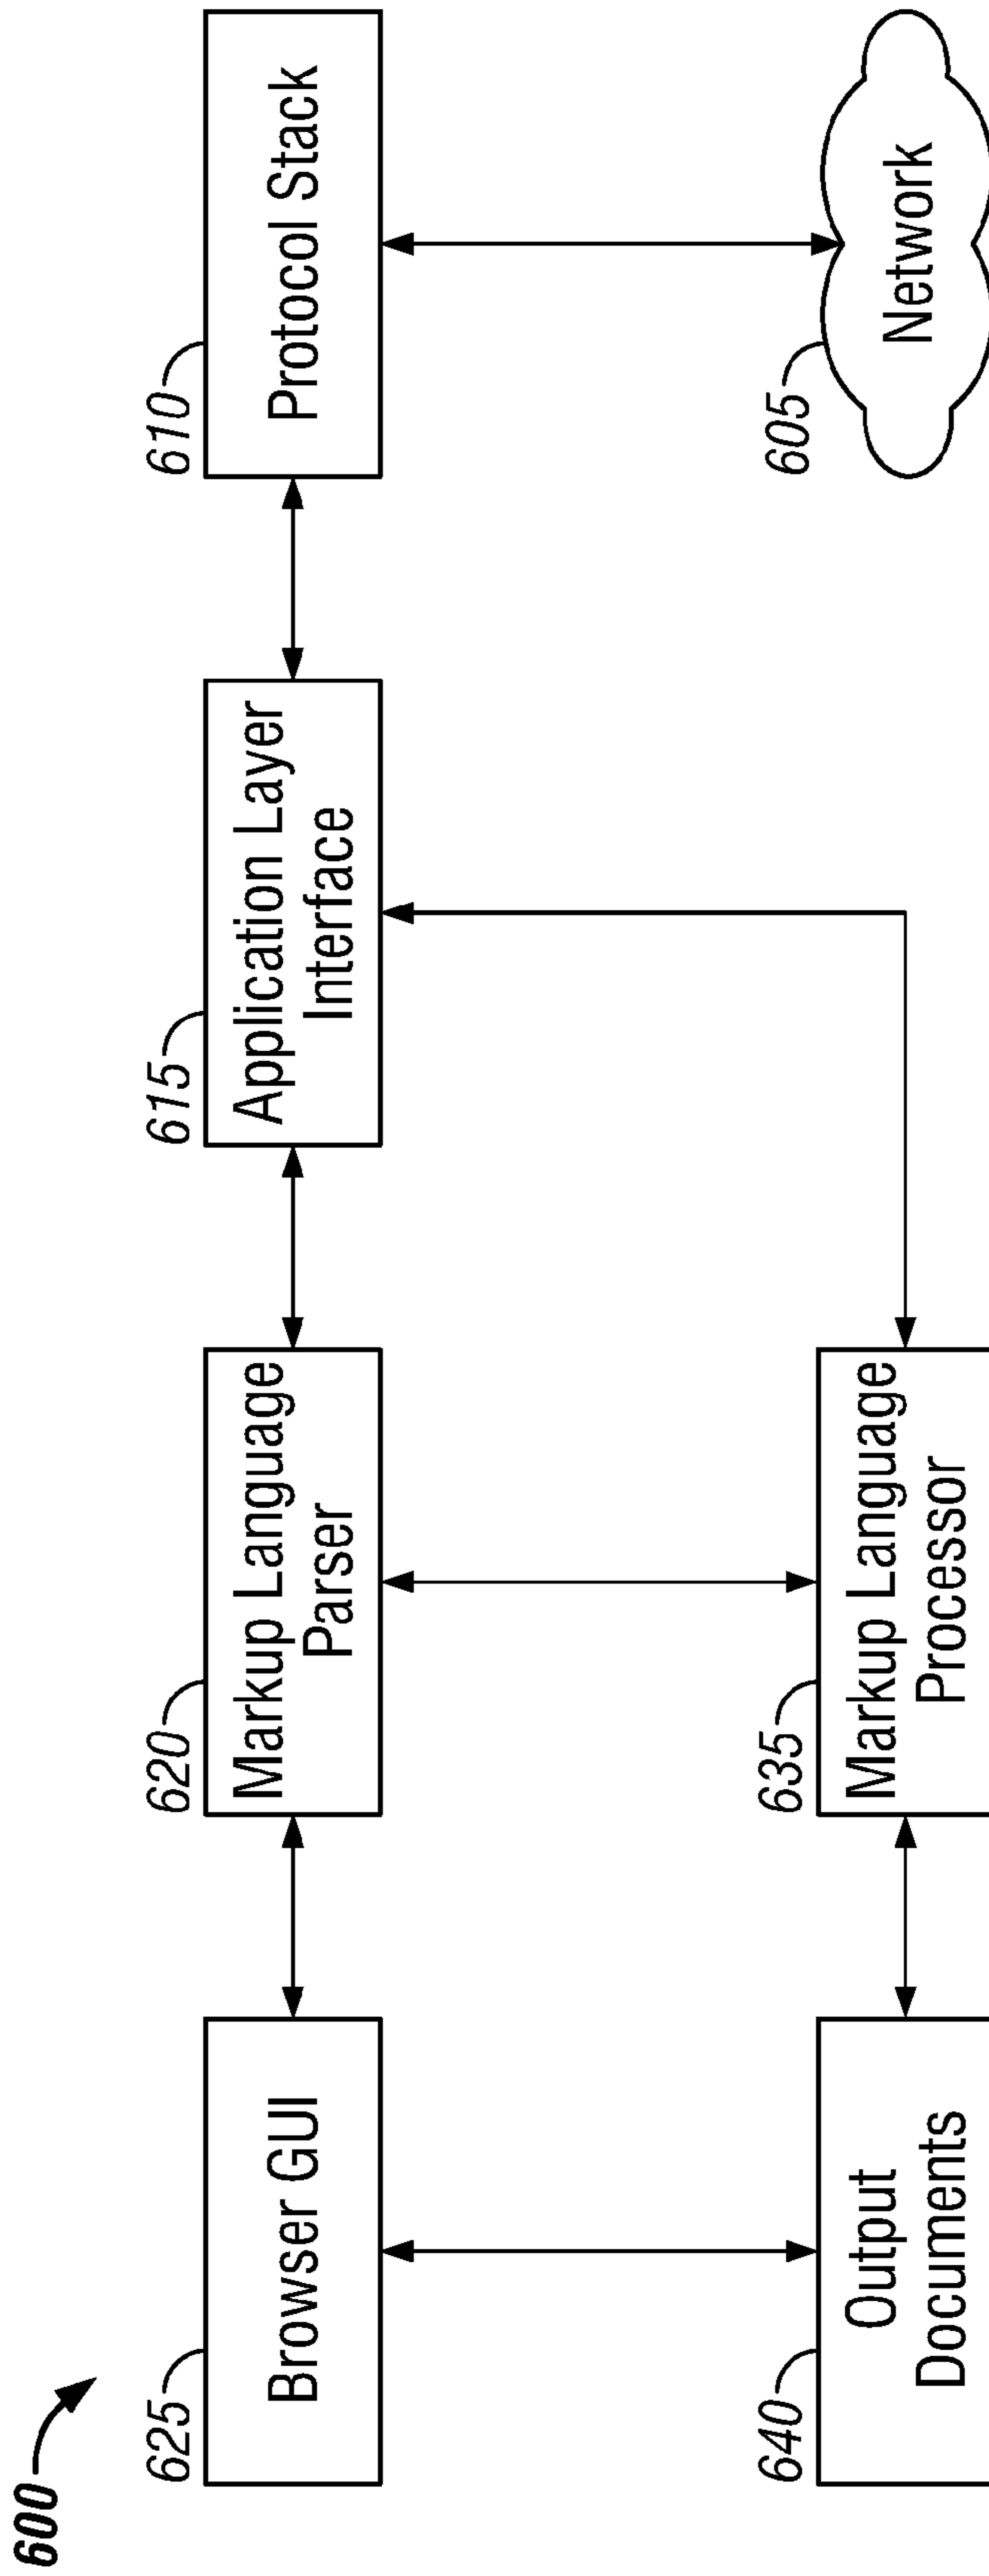 600
625
Browser GUI
620
Markup Language
Parser
615
Application Layer
Interface
610
Protocol Stack
640
Output
Documents
635
Markup Language
Processor
605
Network